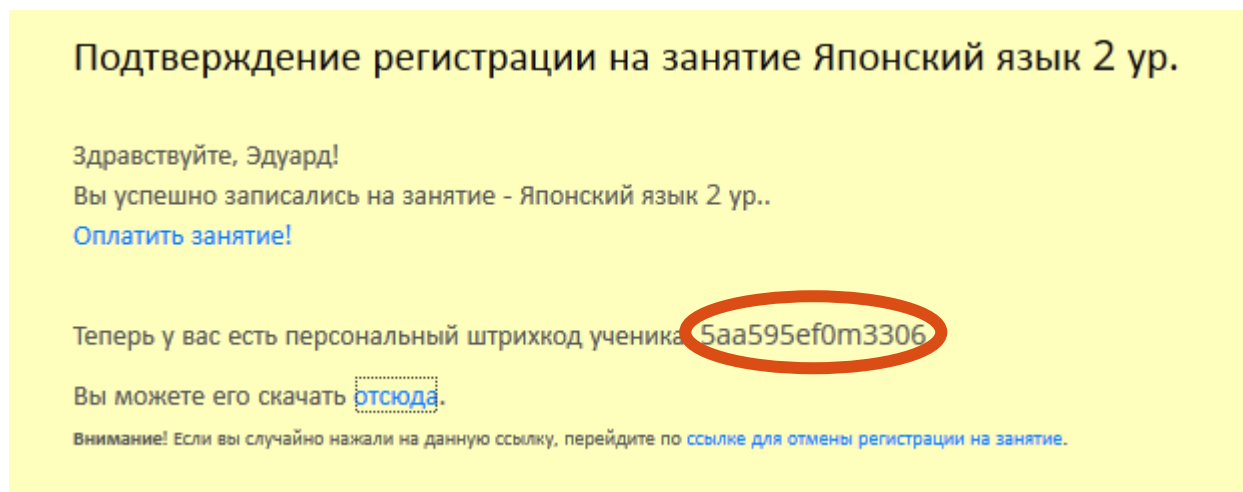 Подтверждение регистрации на занятие Японский язык 2 ур.
Здравствуйте, Эдуард!
Вы успешно записались на занятие - Японский язык 2 ур..
Оплатить занятие!
Теперь у вас есть персональный штрихкод ученика 5aa595ef0m3306
Вы можете его скачать отсюда.
Внимание! Если вы случайно нажали на данную ссылку, перейдите по ссылке для отмены регистрации на занятие.